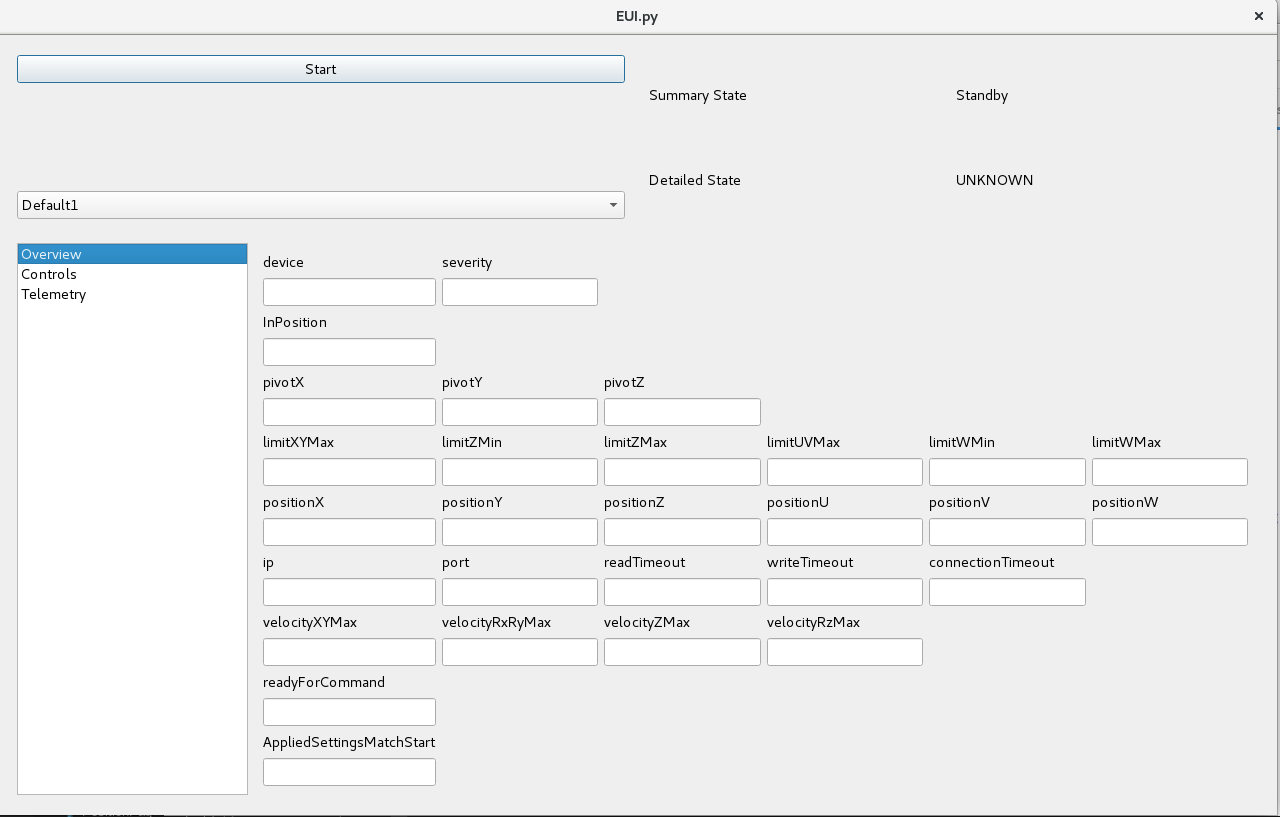 EUI.py
Start
Summary State Standby
Detailed State UNKNOWN
Default1
Overview
Controls
Telemetry
device severity
InPosition
pivotX pivotY pivotZ
limitXYMax limitZMin limitZMax limitUVMax limitWMin limitWMax
positionX positionY positionZ positionU positionV positionW
ip port readTimeout writeTimeout connectionTimeout
velocityXYMax velocityRxRyMax velocityZMax velocityRzMax
readyForCommand
AppliedSettingsMatchStart